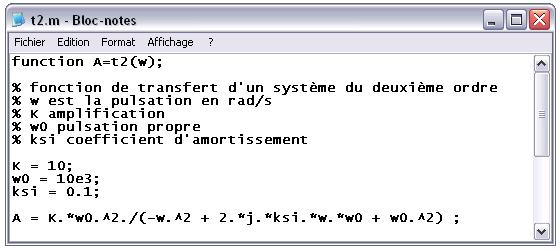 t2.m - Bloc-notes
Fichier Edition Format Affichage ?
function A=t2(w);
% fonction de transfert d'un système du deuxième ordre
% w est la pulsation en rad/s
% K amplification
% w0 pulsation propre
% ksi coefficient d'amortissement
K = 10;
w0 = 10e3;
ksi = 0.1;
A = K.*w0.^2./(-w.^2 + 2.*j.*ksi.*w.*w0 + w0.^2) ;